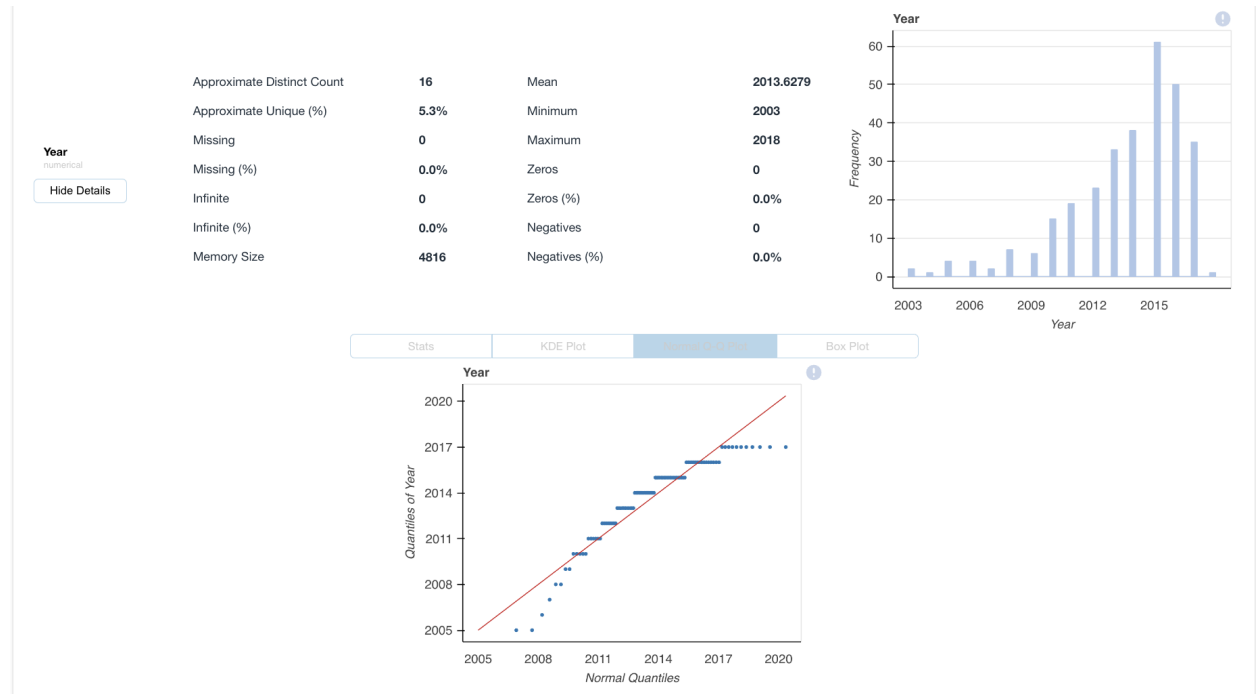 Year
numerical
Hide Details
Approximate Distinct Count 16
Approximate Unique (%) 5.3%
Missing 0
Missing (%) 0.0%
Infinite 0
Infinite (%) 0.0%
Memory Size 4816
Mean 2013.6279
Minimum 2003
Maximum 2018
Zeros 0
Zeros (%) 0.0%
Negatives 0
Negatives (%) 0.0%
Year
!
60
50
40
30
20
10
0
Frequency
2003 2006 2009 2012 2015
Year
Stats KDE Plot Box Plot
Year
!
2020
2017
2014
2011
2008
2005
Quantiles of Year
2005 2008 2011 2014 2017 2020
Normal Quantiles